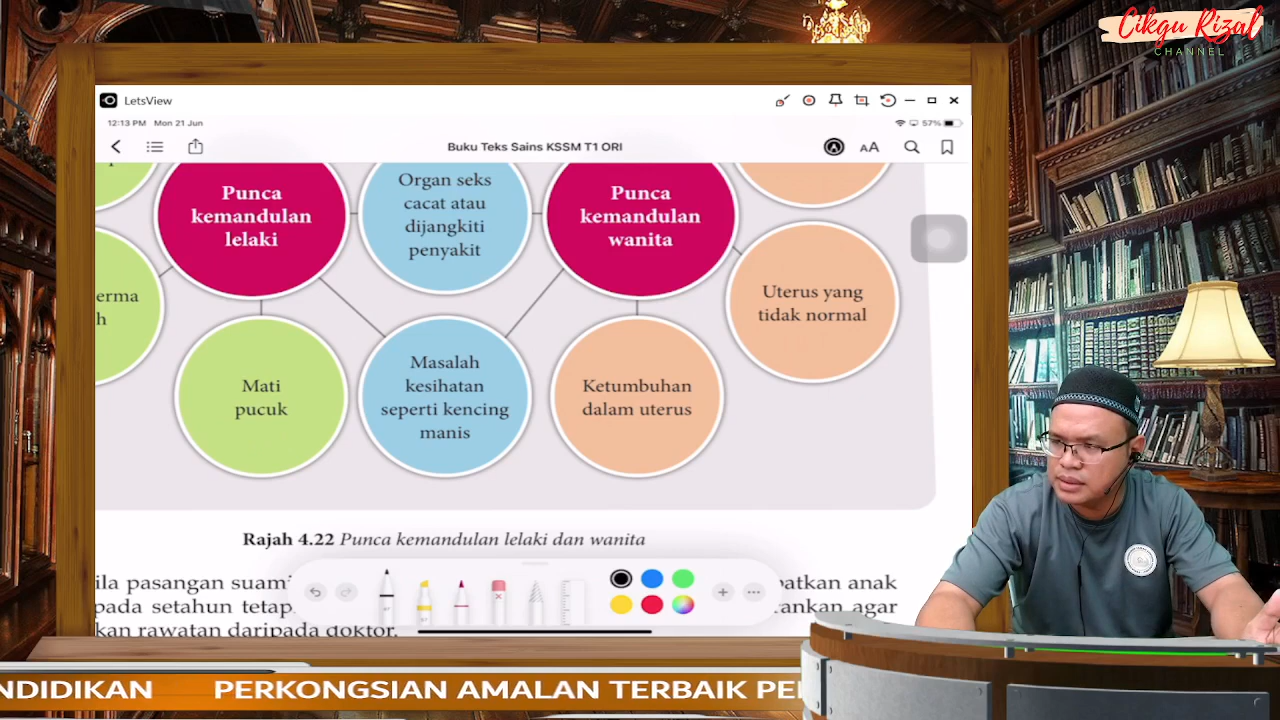 Cikgu Rizal
CHANNEL
LetsView
12:13 PM Mon 21 Jun
57%
Buku Teks Sains KSSM T1 ORI
AA
Punca
kemandulan
lelaki
Organ seks
cacat atau
dijangkiti
penyakit
Punca
kemandulan
wanita
erma
h
Uterus yang
tidak normal
Mati
pucuk
Masalah
kesihatan
seperti kencing
manis
Ketumbuhan
dalam uterus
Rajah 4.22 Punca kemandulan lelaki dan wanita
ila pasangan suami patkan anak
pada setahun tetap rankan agar
kan rawatan daripada doktor.
NDIDIKAN PERKONGSIAN AMALAN TERBAIK PE